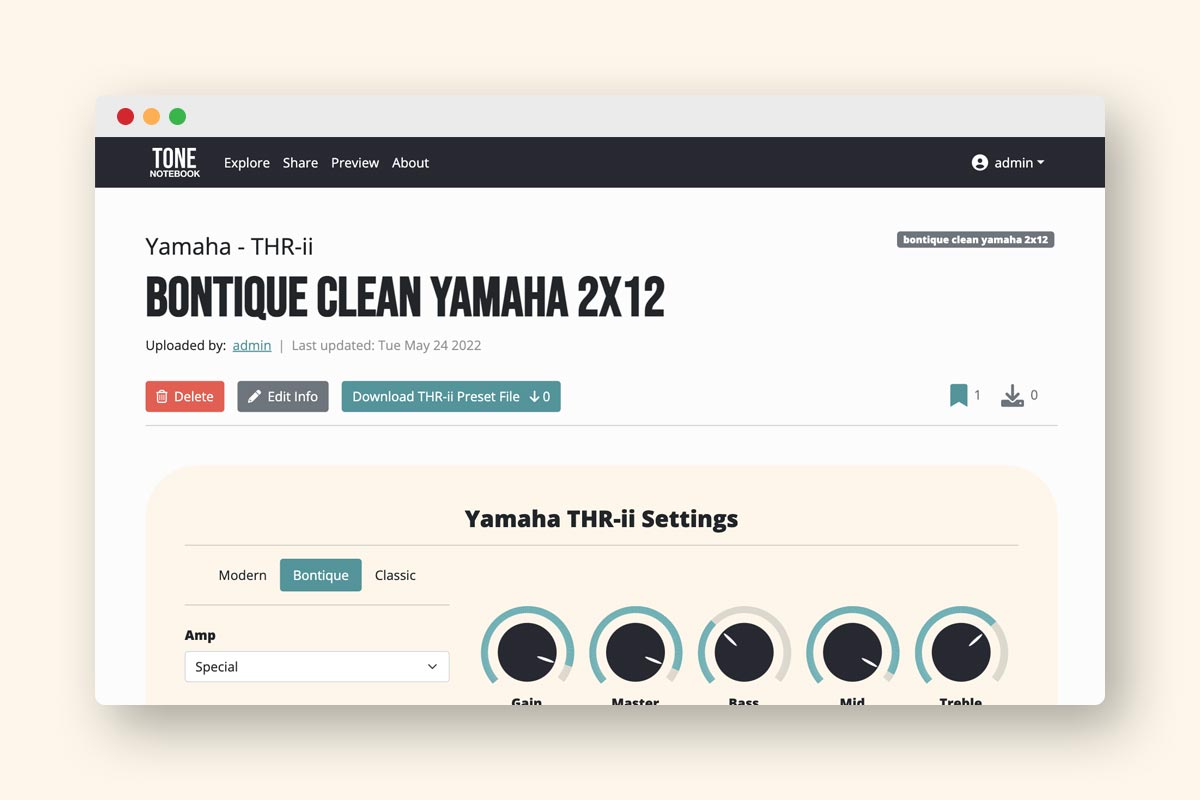 TONE
NOTEBOOK
Explore Share Preview About
admin
Yamaha - THR-ii
bontique clean yamaha 2x12
BONTIQUE CLEAN YAMAHA 2X12
Uploaded by: admin | Last updated: Tue May 24 2022
Delete Edit Info Download THR-ii Preset File 0
1 0
Yamaha THR-ii Settings
Modern Bontique Classic
Amp
Special
Gain Master Bass Mid Treble